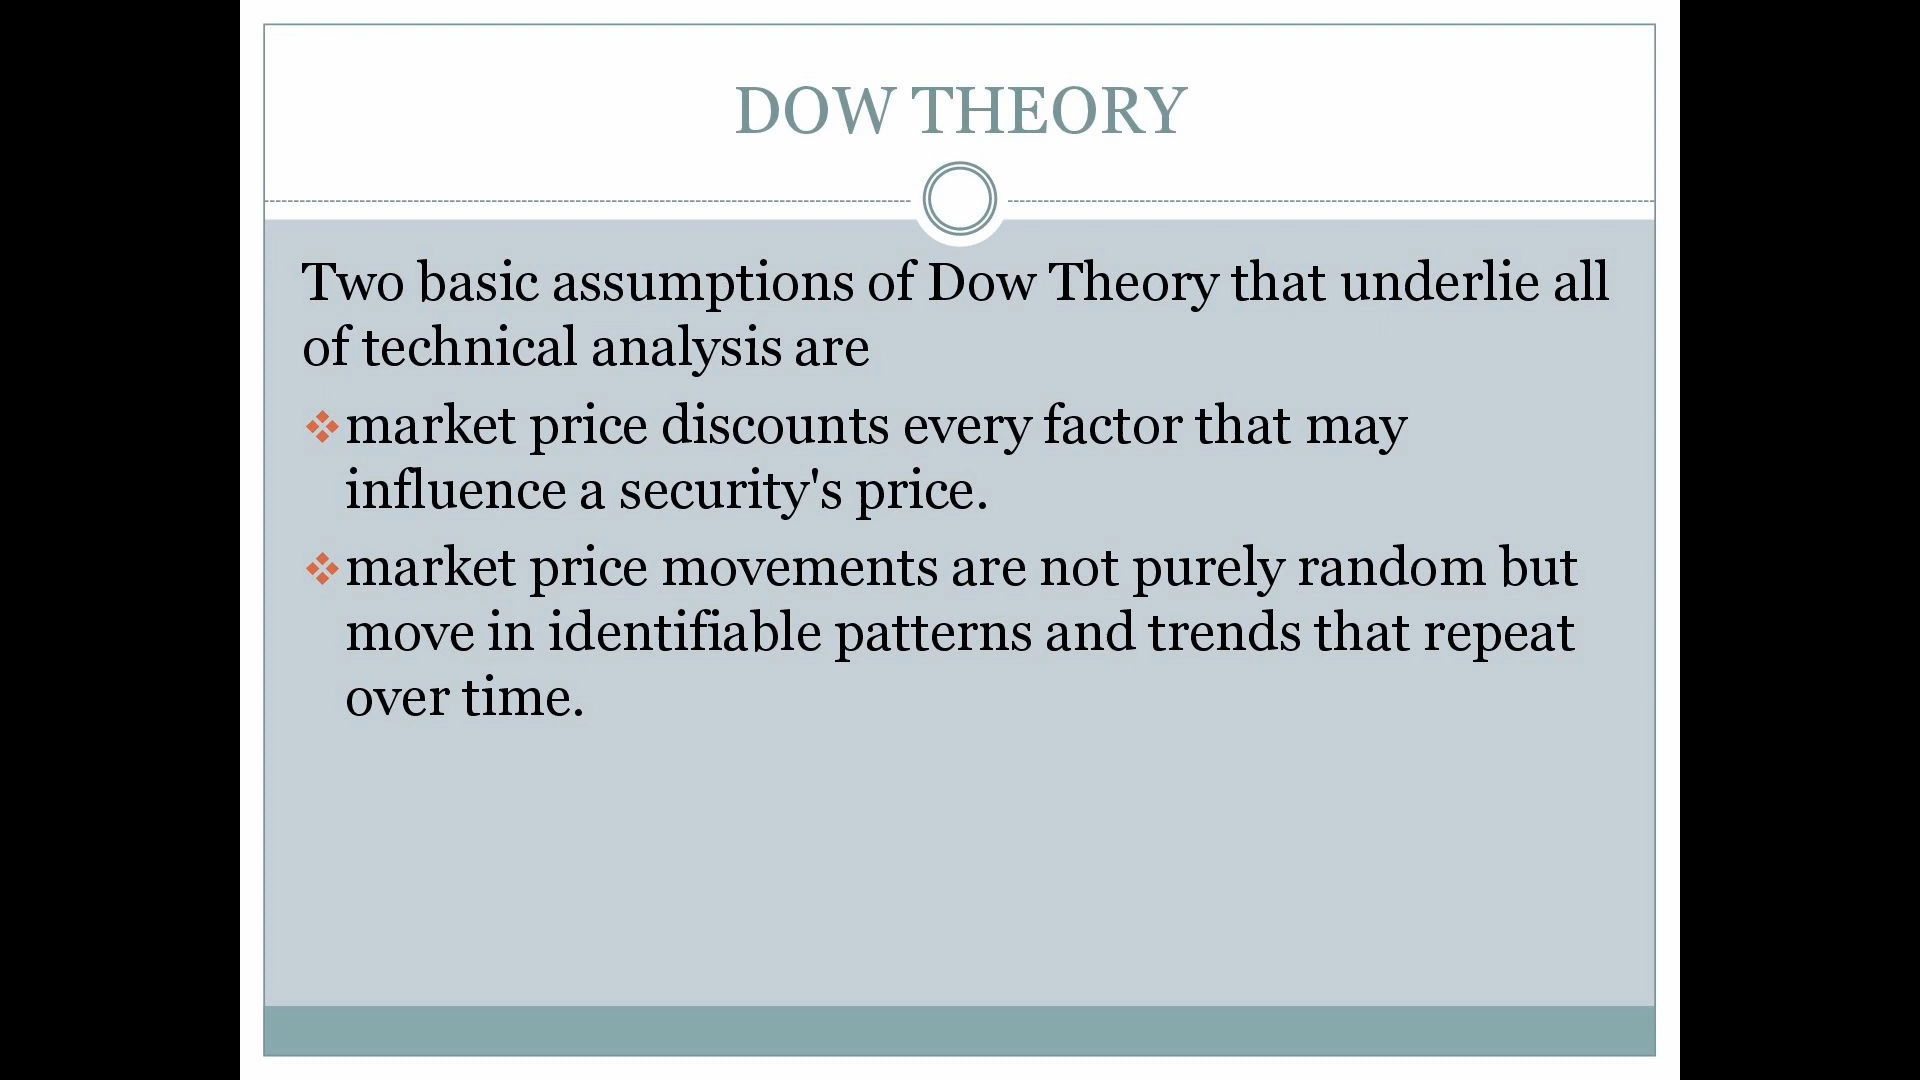 DOW THEORY
Two basic assumptions of Dow Theory that underlie all
of technical analysis are
market price discounts every factor that may
influence a security's price.
market price movements are not purely random but
move in identifiable patterns and trends that repeat
over time.